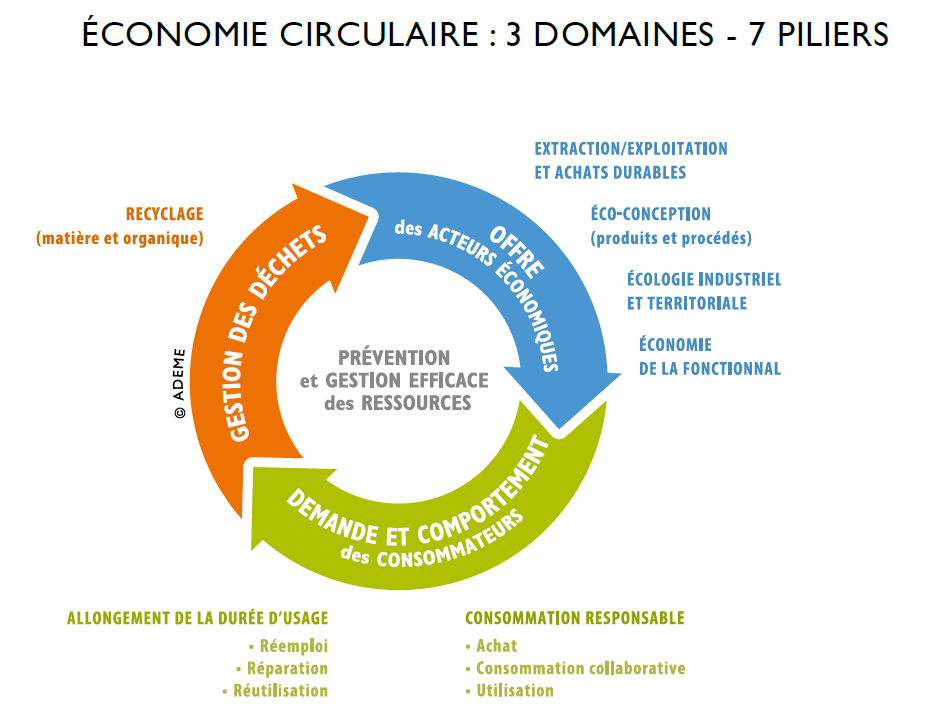 ÉCONOMIE CIRCULAIRE : 3 DOMAINES - 7 PILIERS
EXTRACTION/EXPLOITATION
ET ACHATS DURABLES
ÉCO-CONCEPTION
(produits et procédés)
ÉCOLOGIE INDUSTRIEL
ET TERRITORIALE
ÉCONOMIE
DE LA FONCTIONNAL
RECYCLAGE
(matière et organique)
OFFRE
des ACTEURS ÉCONOMIQUES
GESTION DES DÉCHETS
PRÉVENTION
et GESTION EFFICACE
des RESSOURCES
© ADEME
DEMANDE ET COMPORTEMENT
des CONSOMMATEURS
ALLONGEMENT DE LA DURÉE D'USAGE
• Réemploi
• Réparation
• Réutilisation
CONSOMMATION RESPONSABLE
• Achat
• Consommation collaborative
• Utilisation